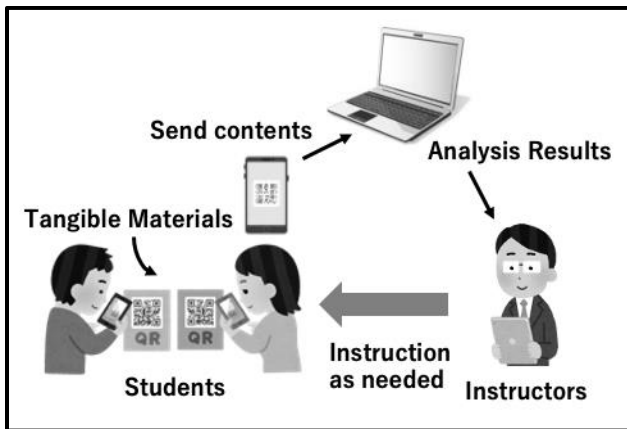 Send contents
Analysis Results
Tangible Materials
QR
QR
Students
Instruction
as needed
Instructors